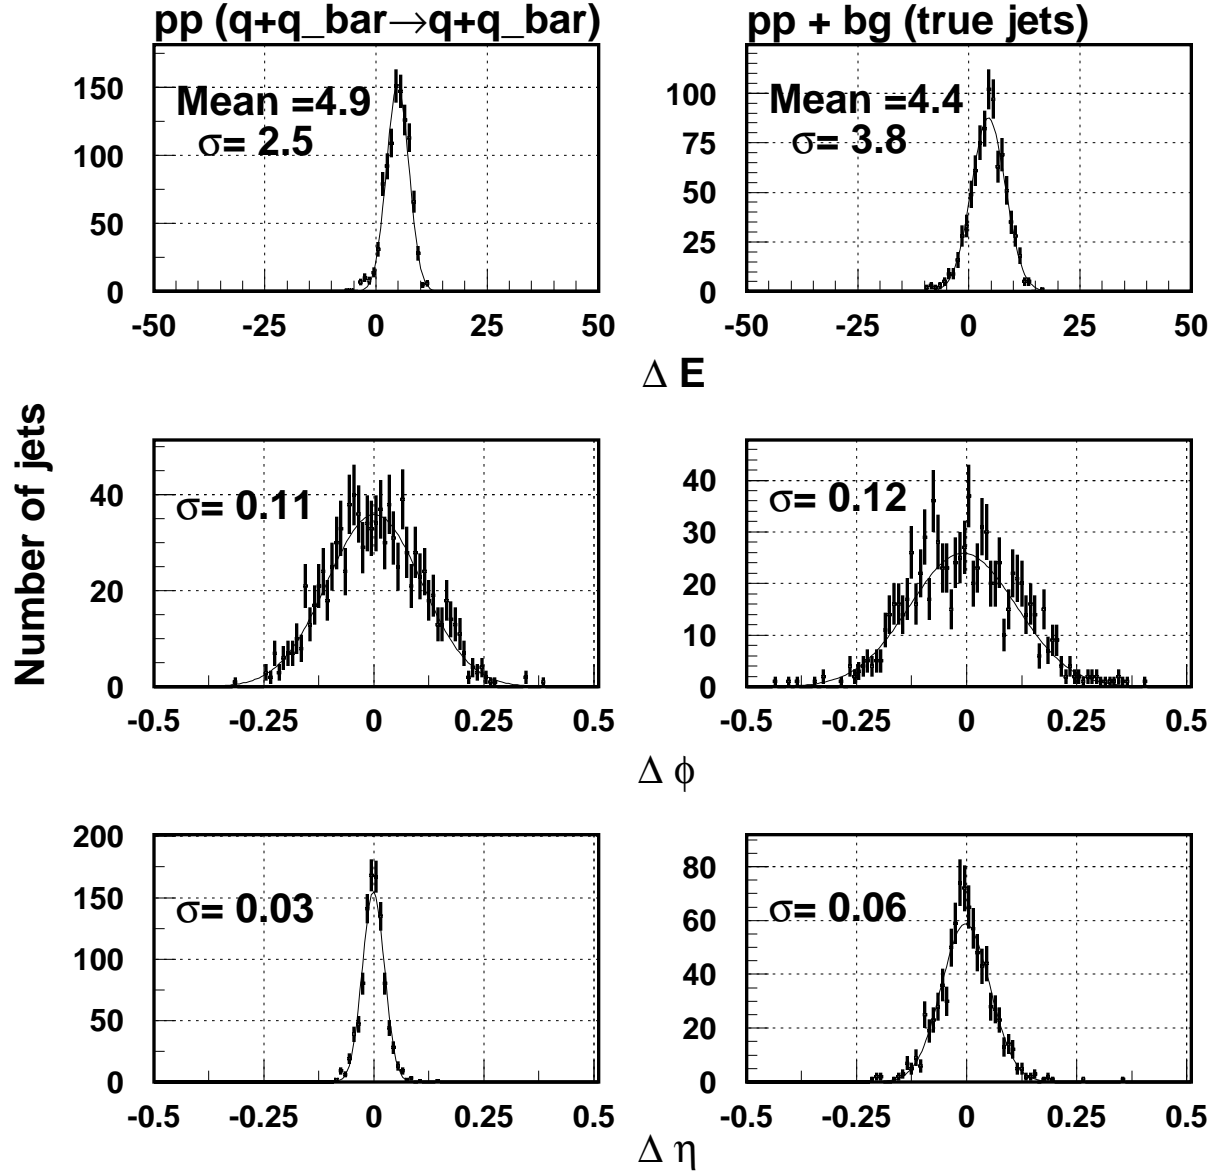 pp (q+q_bar→q+q_bar)
pp + bg (true jets)
150
100
50
0
Mean =4.9
σ= 2.5
-50 -25 0 25 50
100
75
50
25
0
Mean =4.4
σ= 3.8
-50 -25 0 25 50
Δ E
Number of jets
40
20
0
σ= 0.11
-0.5 -0.25 0 0.25 0.5
40
30
20
10
0
σ= 0.12
-0.5 -0.25 0 0.25 0.5
Δ ϕ
200
150
100
50
0
σ= 0.03
-0.5 -0.25 0 0.25 0.5
80
60
40
20
0
σ= 0.06
-0.5 -0.25 0 0.25 0.5
Δ η